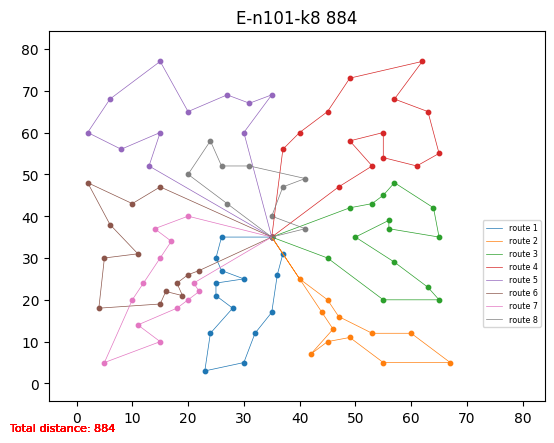 E-n101-k8 884
80
70
60
50
40
30
20
10
0
0 10 20 30 40 50 60 70 80
route 1
route 2
route 3
route 4
route 5
route 6
route 7
route 8
Total distance: 884